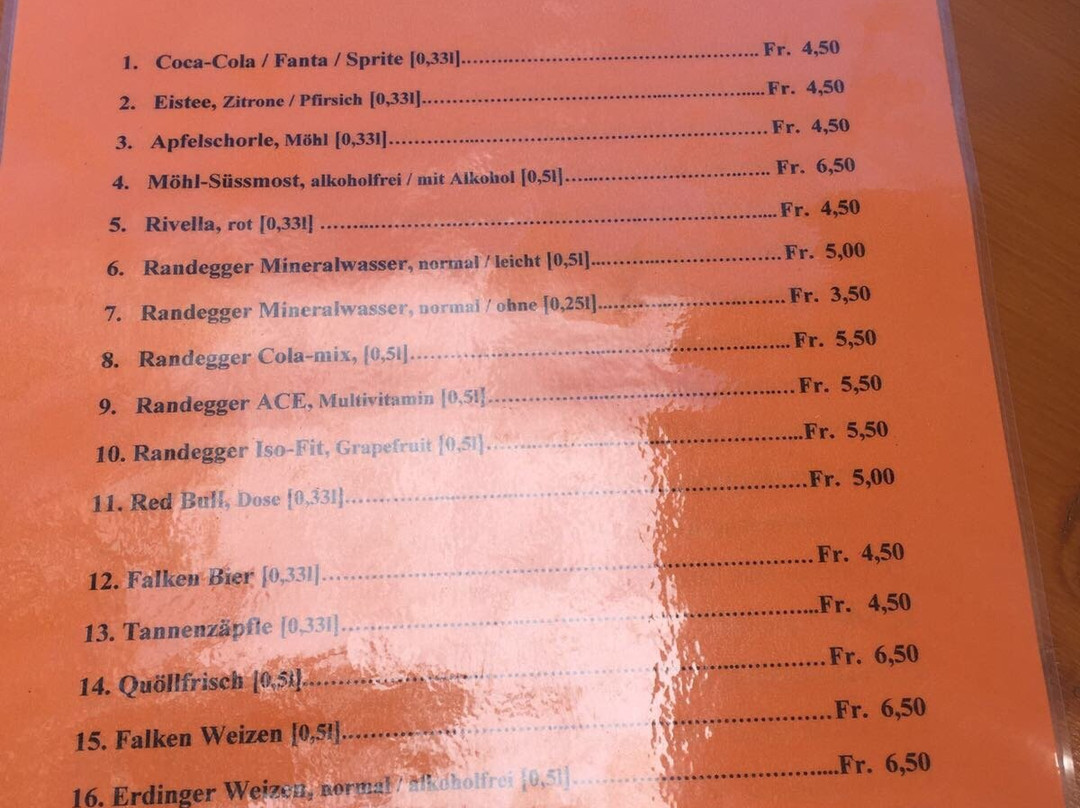 1. Coca-Cola / Fanta / Sprite [0,33l]........................................ Fr. 4,50
2. Eistee, Zitrone / Pfirsich [0,33l]........................................Fr. 4,50
3. Apfelschorle, Möhl [0,33l]........................................Fr. 4,50
4. Möhl-Süssmost, alkoholfrei / mit Alkohol [0,5l]........................................ Fr. 6,50
5. Rivella, rot [0,33l] ........................................Fr. 4,50
6. Randegger Mineralwasser, normal / leicht [0,5l]........................................Fr. 5,00
7. Randegger Mineralwasser, normal / ohne [0,25l]........................................Fr. 3,50
8. Randegger Cola-mix, [0,5l]........................................Fr. 5,50
9. Randegger ACE, Multivitamin [0,5l]........................................Fr. 5,50
10. Randegger Iso-Fit, Grapefruit [0,5l]........................................Fr. 5,50
11. Red Bull, Dose [0,33l]........................................Fr. 5,00
12. Falken Bier [0,33l]........................................Fr. 4,50
13. Tannenzäpfle [0,33l]........................................Fr. 4,50
14. Quöllfrisch [0,5l]........................................Fr. 6,50
15. Falken Weizen [0,5l]........................................Fr. 6,50
16. Erdinger Weizen, normal / alkoholfrei [0,5l]........................................Fr. 6,50